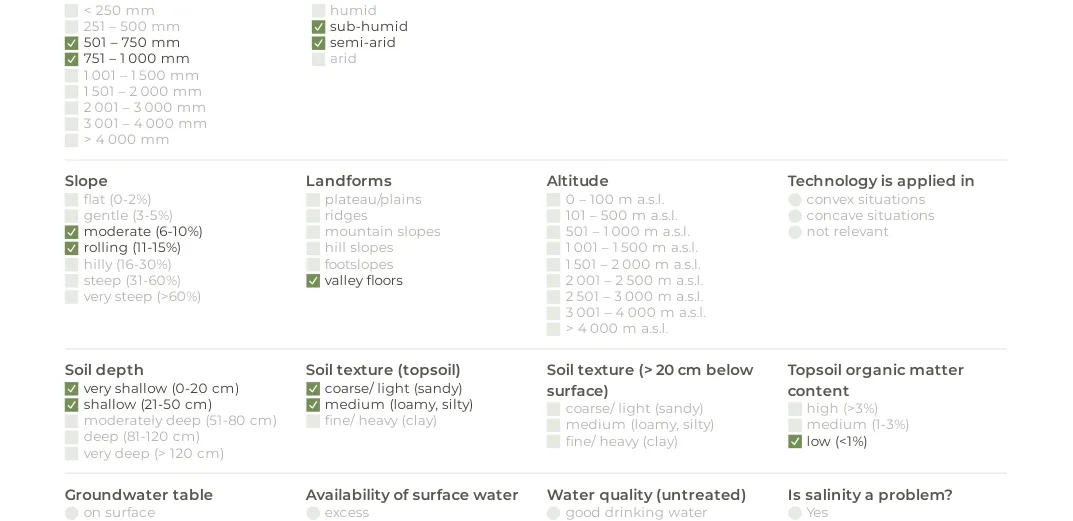 < 250 mm
251 – 500 mm
501 – 750 mm
751 – 1 000 mm
1 001 – 1 500 mm
1 501 – 2 000 mm
2 001 – 3 000 mm
3 001 – 4 000 mm
> 4 000 mm
humid
sub-humid
semi-arid
arid
Slope
flat (0-2%)
gentle (3-5%)
moderate (6-10%)
rolling (11-15%)
hilly (16-30%)
steep (31-60%)
very steep (>60%)
Landforms
plateau/plains
ridges
mountain slopes
hill slopes
footslopes
valley floors
Altitude
0 – 100 m a.s.l.
101 – 500 m a.s.l.
501 – 1 000 m a.s.l.
1 001 – 1 500 m a.s.l.
1 501 – 2 000 m a.s.l.
2 001 – 2 500 m a.s.l.
2 501 – 3 000 m a.s.l.
3 001 – 4 000 m a.s.l.
> 4 000 m a.s.l.
Technology is applied in
convex situations
concave situations
not relevant
Soil depth
very shallow (0-20 cm)
shallow (21-50 cm)
moderately deep (51-80 cm)
deep (81-120 cm)
very deep (> 120 cm)
Soil texture (topsoil)
coarse/ light (sandy)
medium (loamy, silty)
fine/ heavy (clay)
Soil texture (> 20 cm below
surface)
coarse/ light (sandy)
medium (loamy, silty)
fine/ heavy (clay)
Topsoil organic matter
content
high (>3%)
medium (1-3%)
low (<1%)
Groundwater table
on surface
Availability of surface water
excess
Water quality (untreated)
good drinking water
Is salinity a problem?
Yes